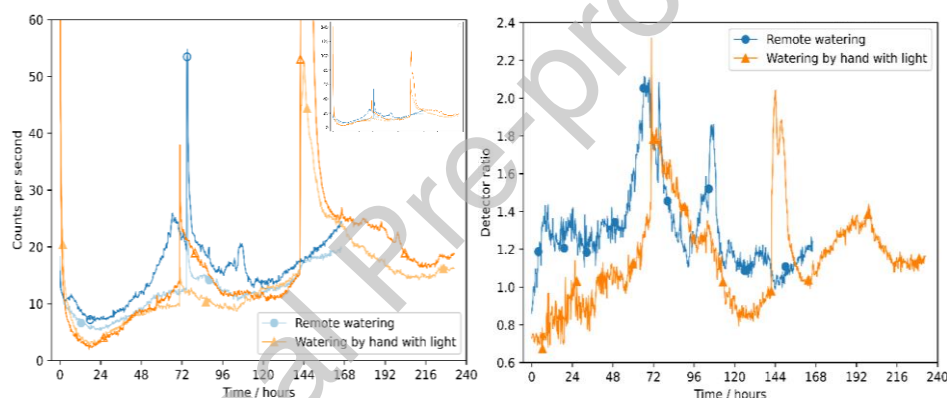 60
50
40
30
20
10
0
Counts per second
0 24 48 72 96 120 144 168 192 216 240
Time / hours
Remote watering
Watering by hand with light
2.4
2.2
2.0
1.8
1.6
1.4
1.2
1.0
0.8
0.6
Detector ratio
0 24 48 72 96 120 144 168 192 216 240
Time / hours
Remote watering
Watering by hand with light
al Pre-pro